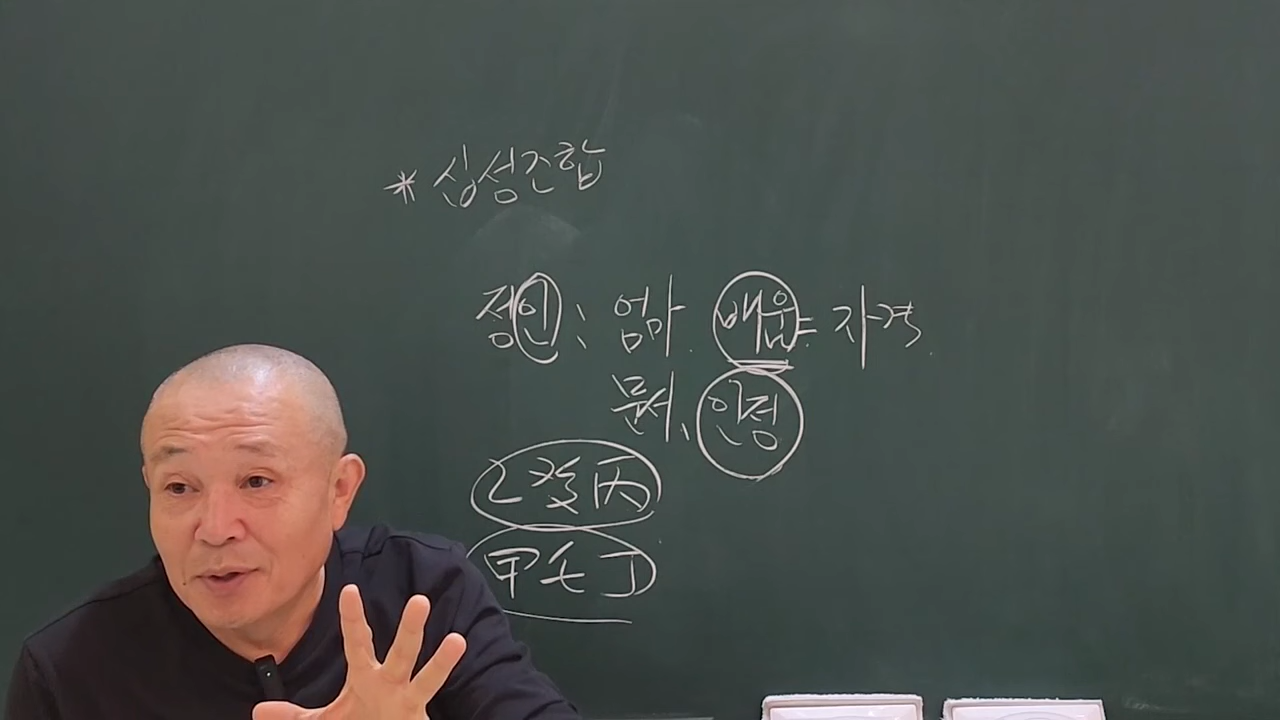 * 십성조합
정인: 엄마. 배움= 자격.
문서, 인정
乙癸丙
甲壬丁